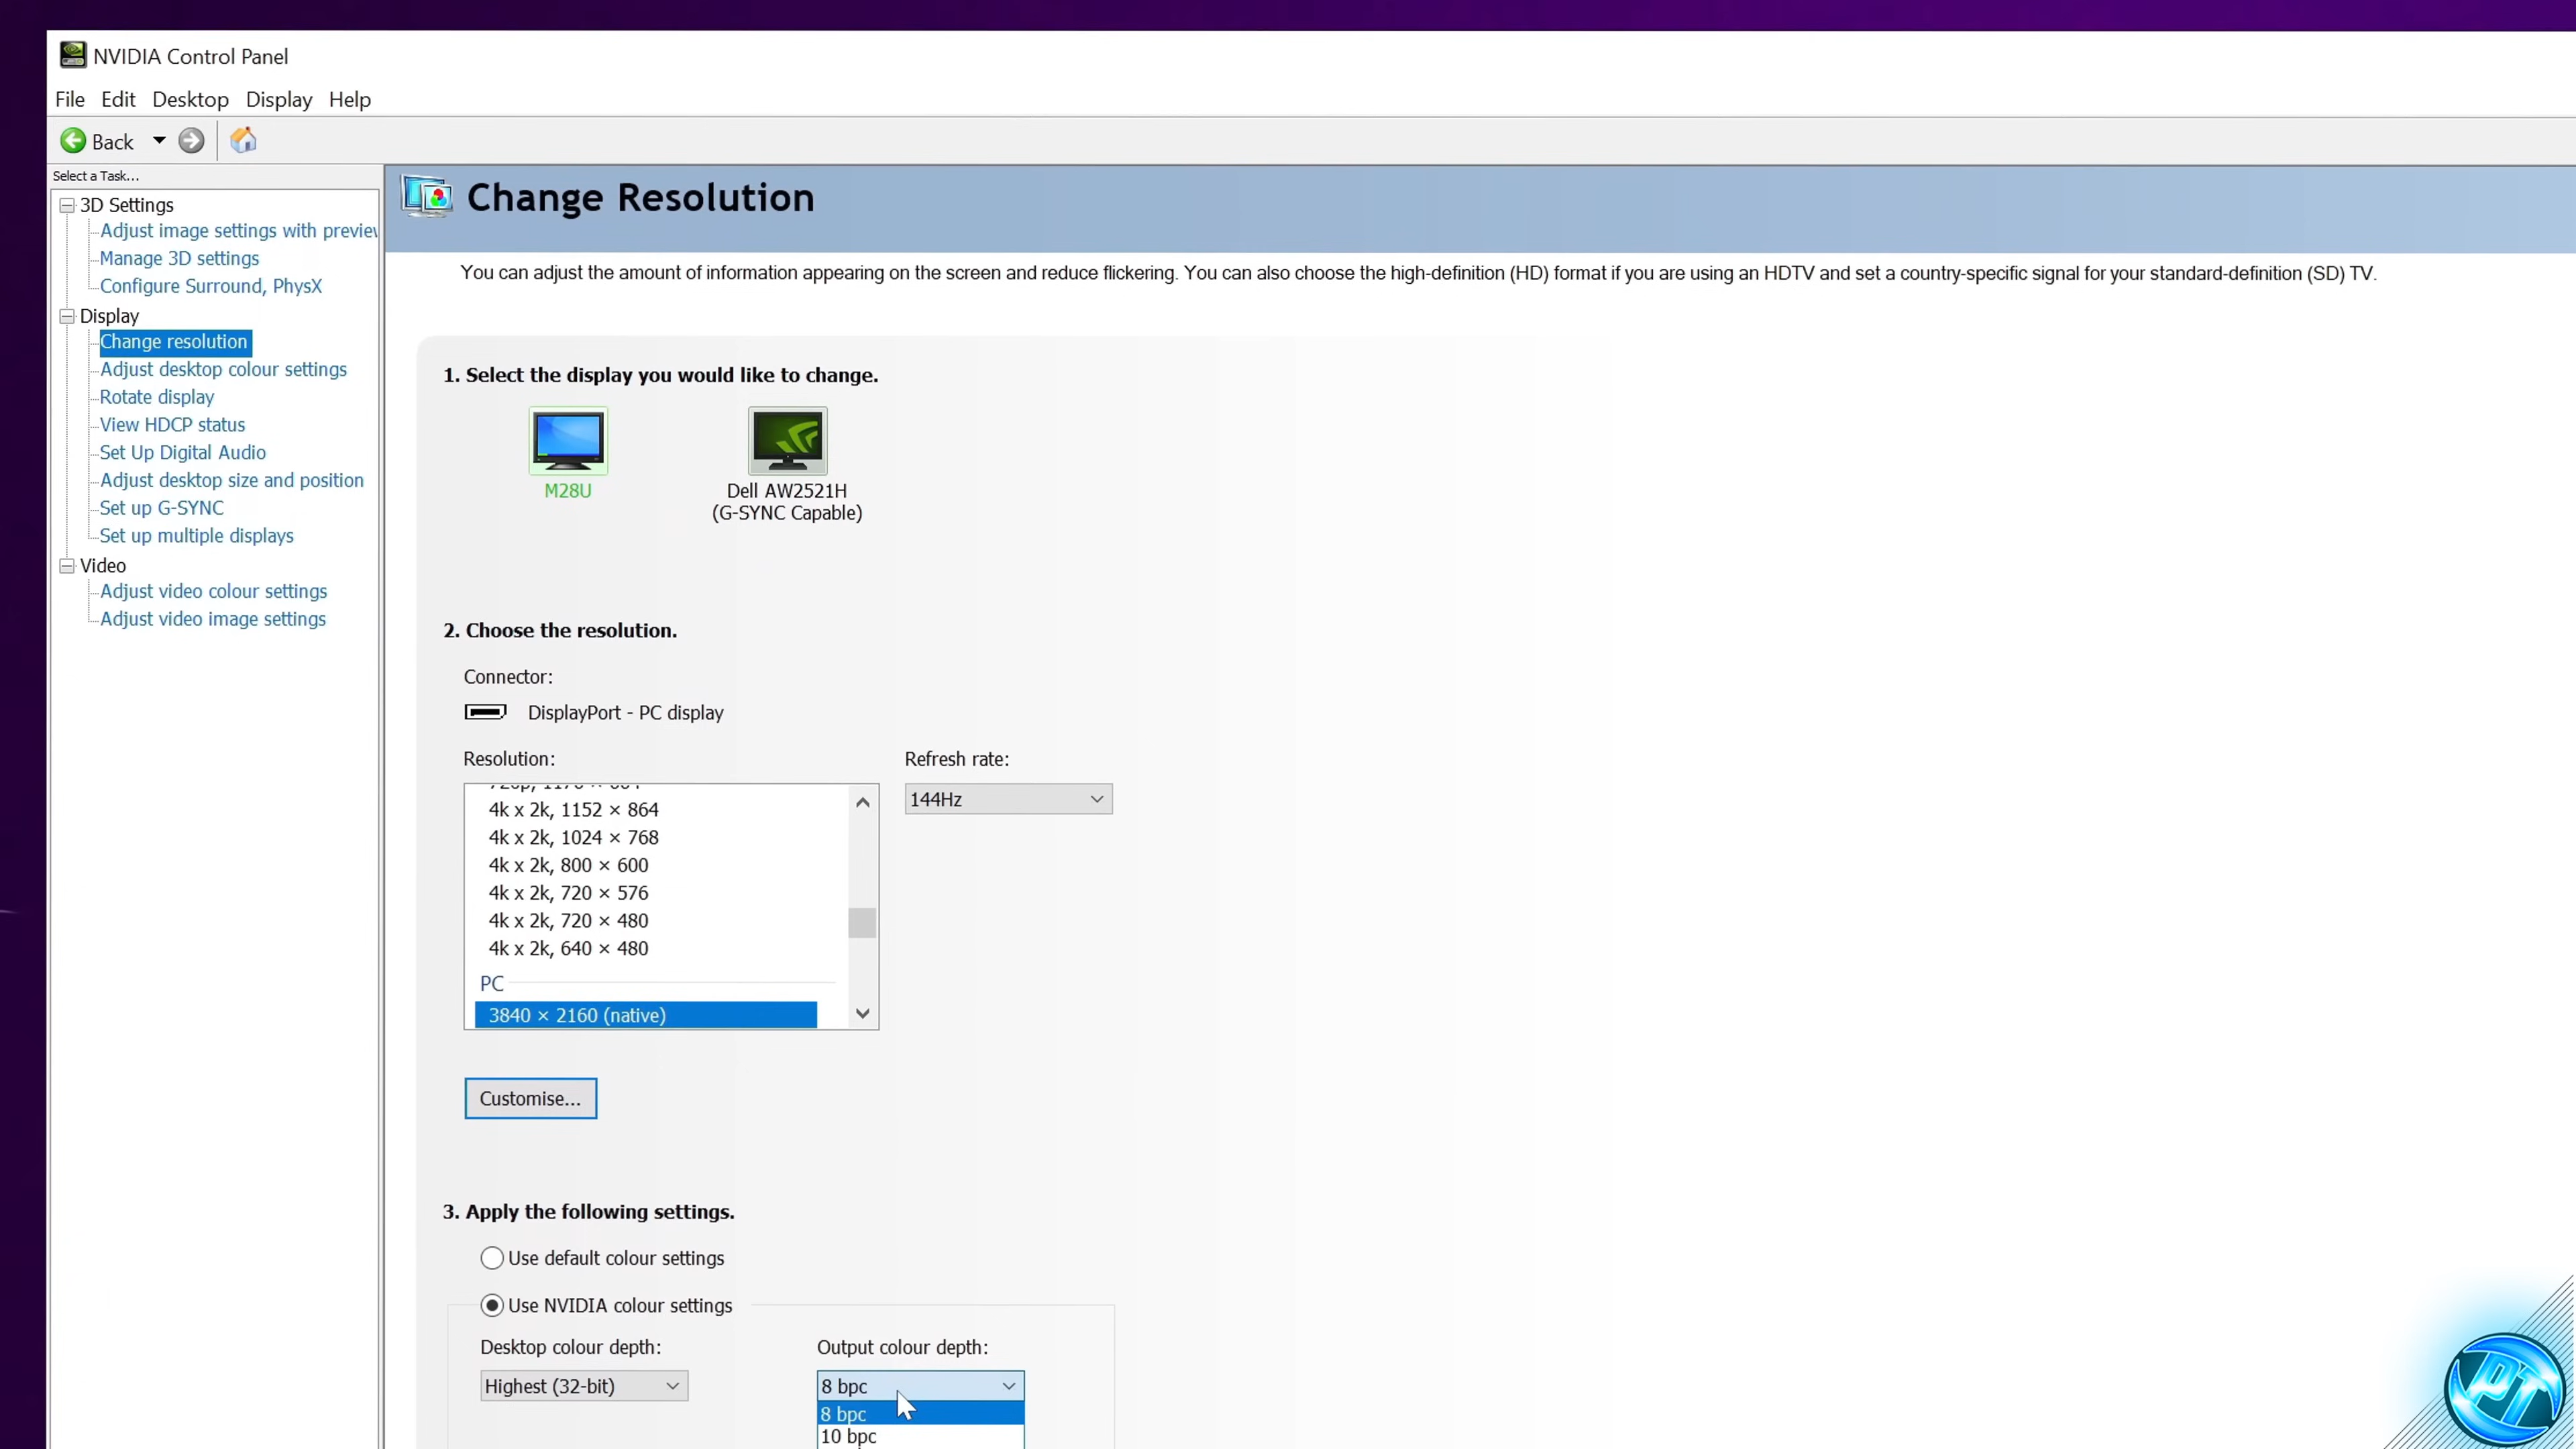 NVIDIA Control Panel
File Edit Desktop Display Help
Back
Select a Task...
3D Settings
Adjust image settings with preview
Manage 3D settings
Configure Surround, PhysX
Display
Change resolution
Adjust desktop colour settings
Rotate display
View HDCP status
Set Up Digital Audio
Adjust desktop size and position
Set up G-SYNC
Set up multiple displays
Video
Adjust video colour settings
Adjust video image settings
Change Resolution
You can adjust the amount of information appearing on the screen and reduce flickering. You can also choose the high-definition (HD) format if you are using an HDTV and set a country-specific signal for your standard-definition (SD) TV.
1. Select the display you would like to change.
M28U
Dell AW2521H
(G-SYNC Capable)
2. Choose the resolution.
Connector:
DisplayPort - PC display
Resolution:
Refresh rate:
144Hz
4k x 2k, 1152 × 864
4k x 2k, 1024 × 768
4k x 2k, 800 × 600
4k x 2k, 720 × 576
4k x 2k, 720 × 480
4k x 2k, 640 × 480
PC
3840 × 2160 (native)
Customise...
3. Apply the following settings.
Use default colour settings
Use NVIDIA colour settings
Desktop colour depth:
Output colour depth:
Highest (32-bit)
8 bpc
8 bpc
10 bpc
PT